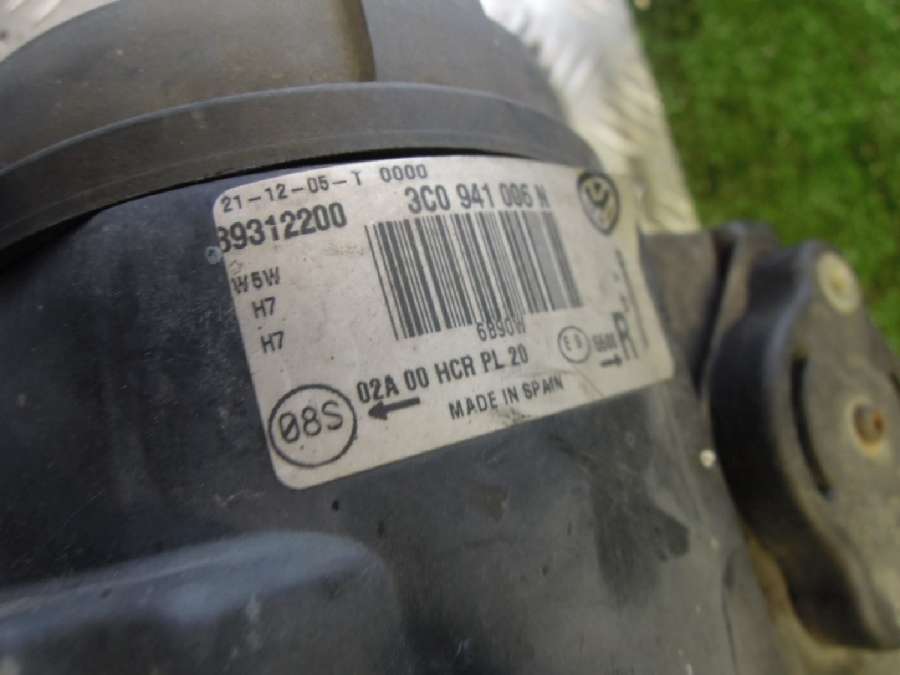 21-12-05-T 0000
89312200
3C0 941 006 N
W5W
H7
H7
6890W
02A 00 HCR PL 20
R
08S
MADE IN SPAIN